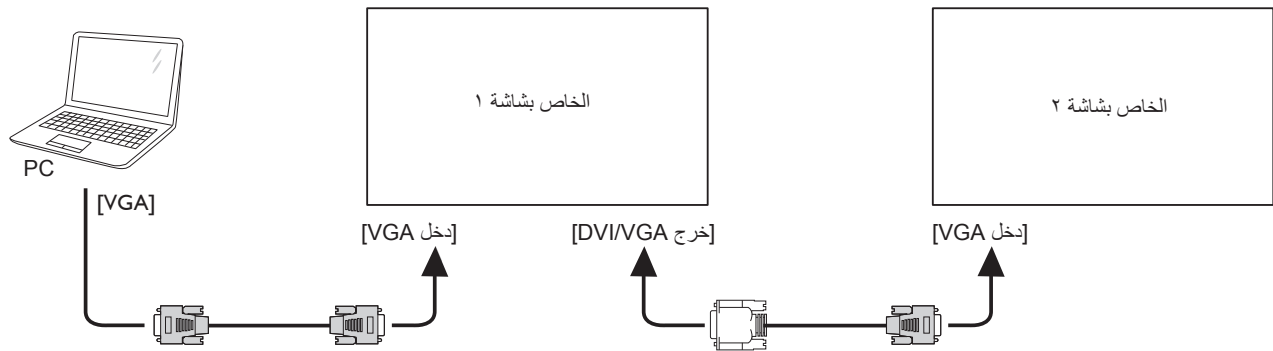 الخاص بشاشة ١
الخاص بشاشة ٢
PC
[VGA]
[دخل VGA]
[خرج DVI/VGA]
[دخل VGA]